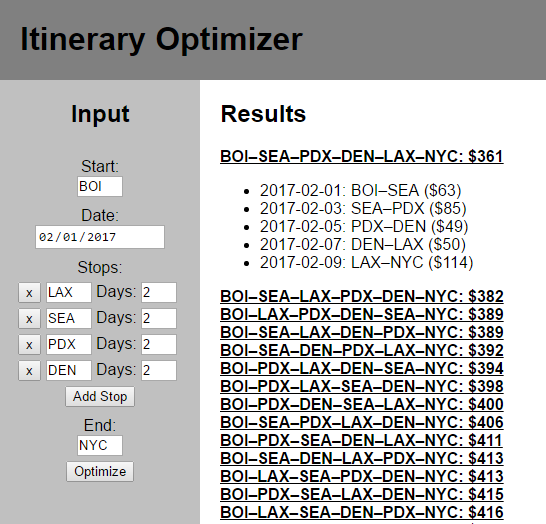 Itinerary Optimizer
Input
Start:
BOI
Date:
02/01/2017
Stops:
x LAX Days: 2
x SEA Days: 2
x PDX Days: 2
x DEN Days: 2
Add Stop
End:
NYC
Optimize
Results
BOI–SEA–PDX–DEN–LAX–NYC: $361
• 2017-02-01: BOI–SEA ($63)
• 2017-02-03: SEA–PDX ($85)
• 2017-02-05: PDX–DEN ($49)
• 2017-02-07: DEN–LAX ($50)
• 2017-02-09: LAX–NYC ($114)
BOI–SEA–LAX–PDX–DEN–NYC: $382
BOI–LAX–PDX–DEN–SEA–NYC: $389
BOI–SEA–LAX–DEN–PDX–NYC: $389
BOI–SEA–DEN–PDX–LAX–NYC: $392
BOI–PDX–LAX–DEN–SEA–NYC: $394
BOI–PDX–LAX–SEA–DEN–NYC: $398
BOI–PDX–DEN–SEA–LAX–NYC: $400
BOI–SEA–PDX–LAX–DEN–NYC: $406
BOI–PDX–SEA–DEN–LAX–NYC: $411
BOI–SEA–DEN–LAX–PDX–NYC: $413
BOI–LAX–SEA–PDX–DEN–NYC: $413
BOI–PDX–SEA–LAX–DEN–NYC: $415
BOI–LAX–SEA–DEN–PDX–NYC: $416